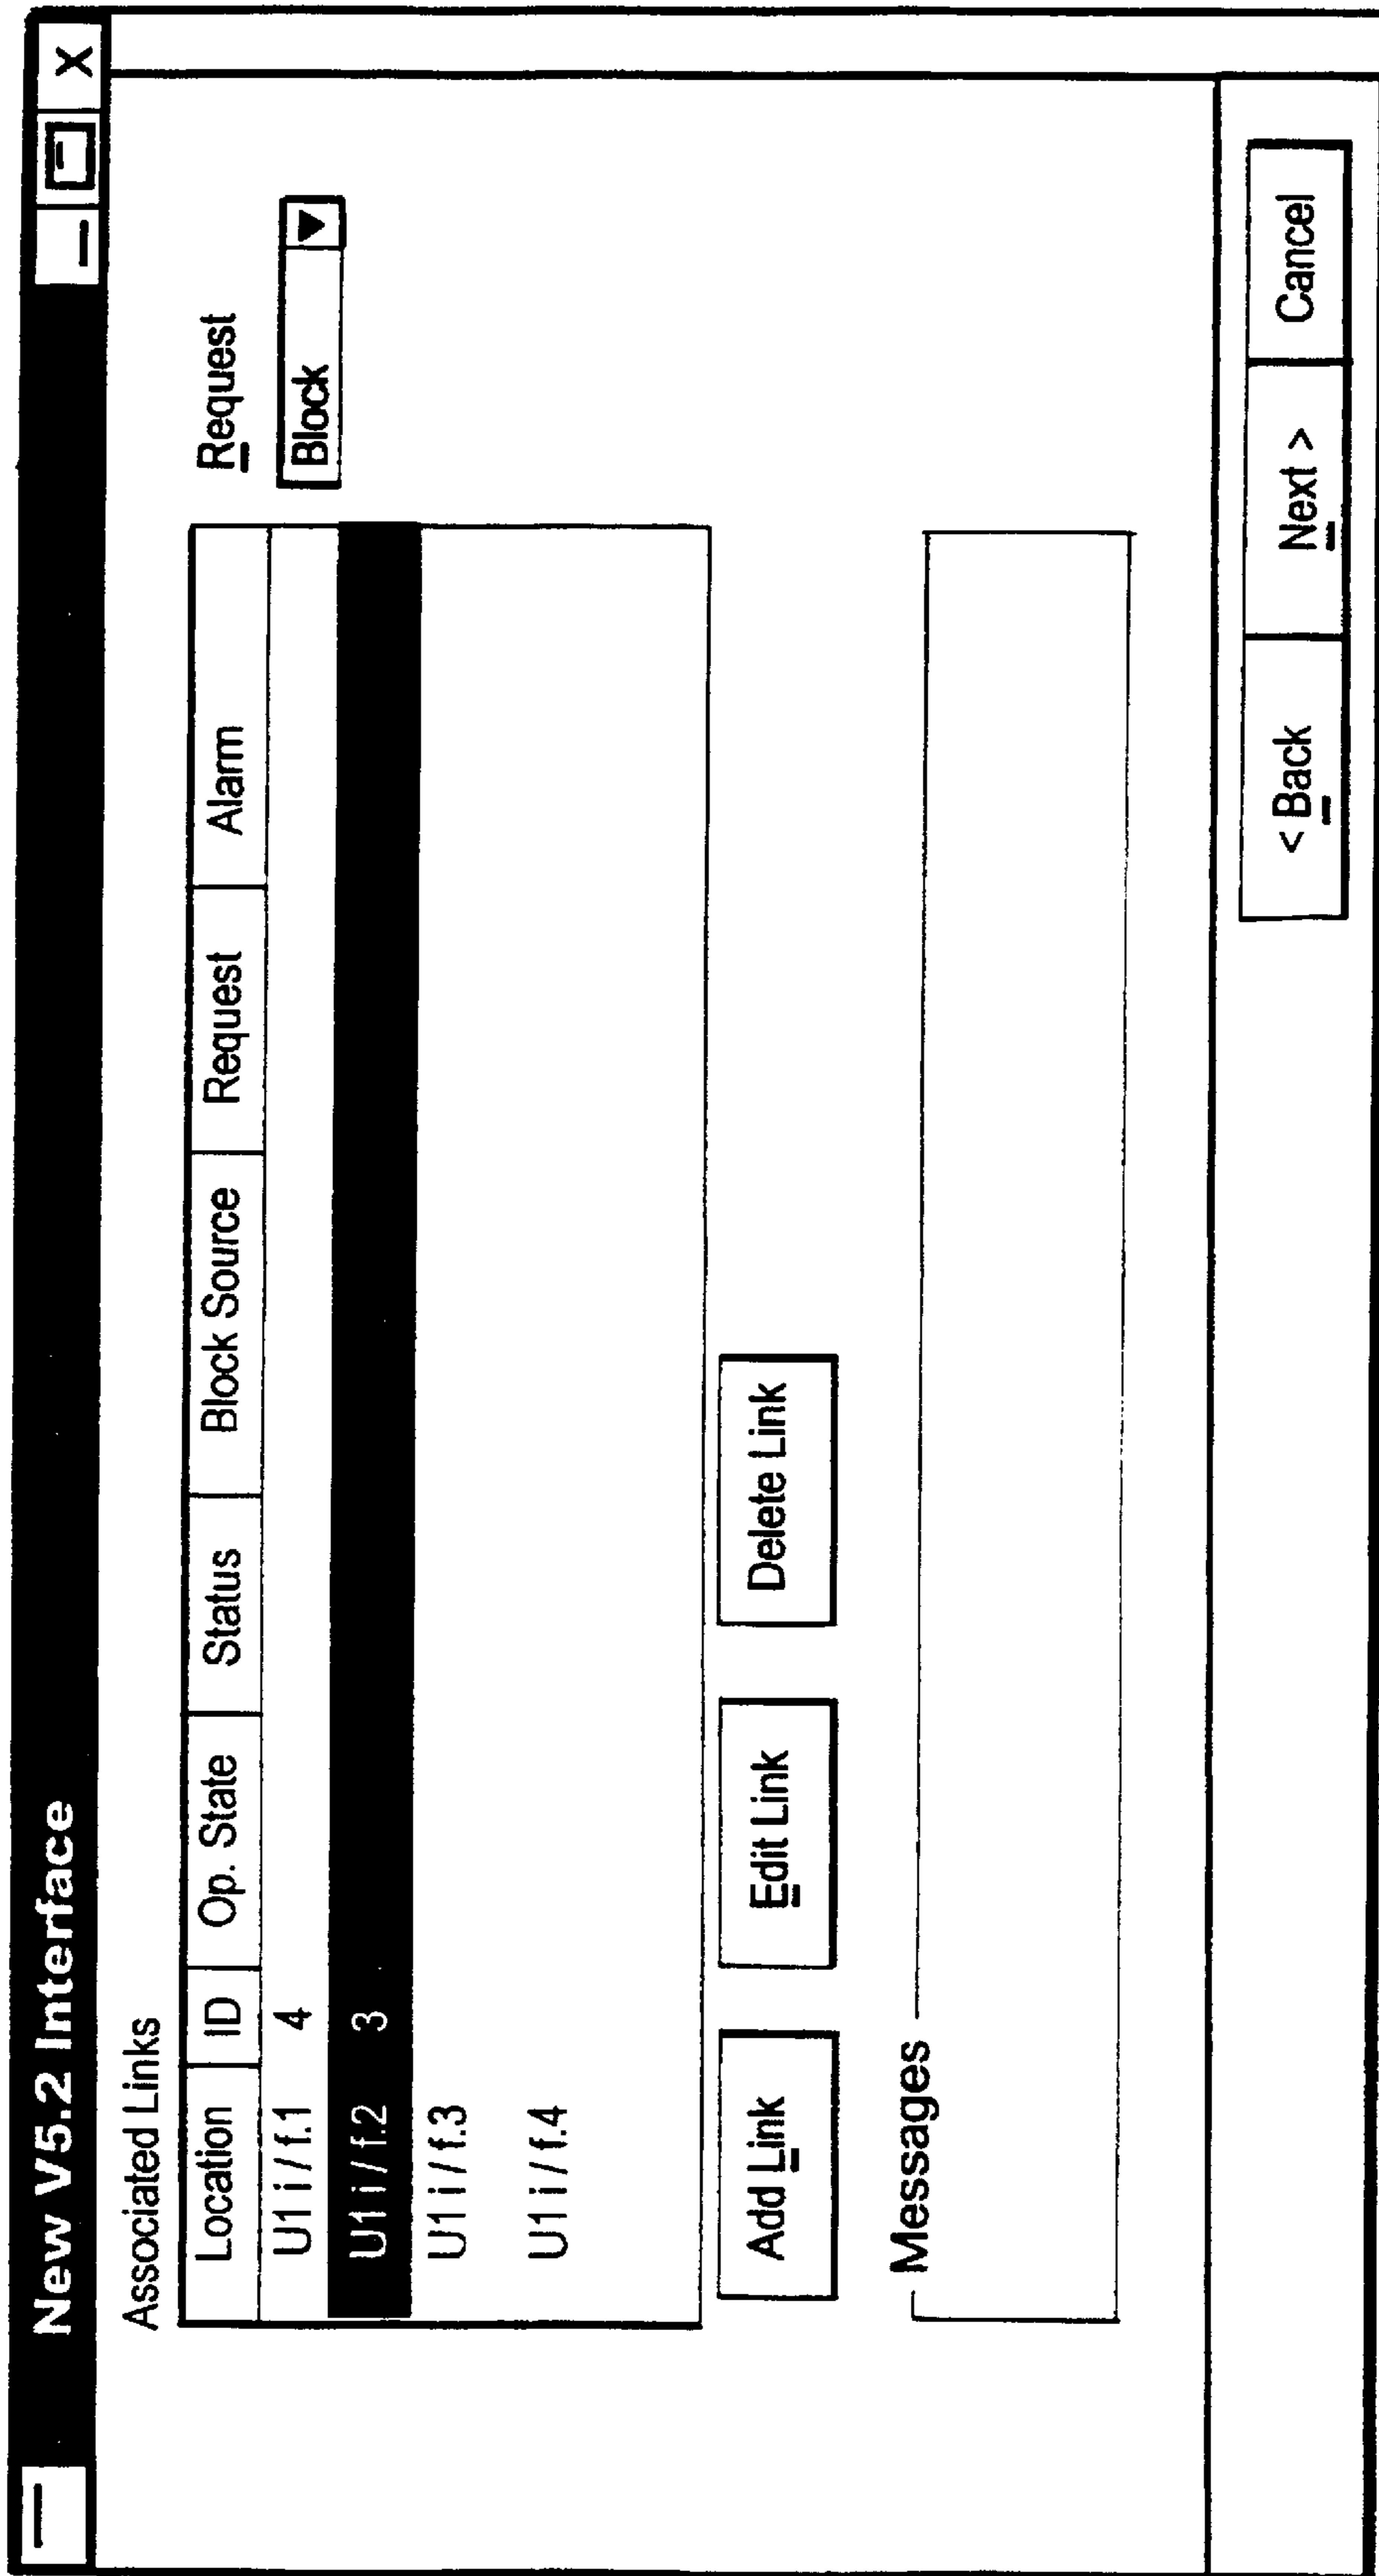 New V5.2 Interface
X
Associated Links
Location ID Op. State Status Block Source Request Alarm
Request
Block
U1 i / f.1 4
U1 i / f.2 3
U1 i / f.3
U1 i / f.4
Add Link Edit Link Delete Link
Messages
< Back Next > Cancel